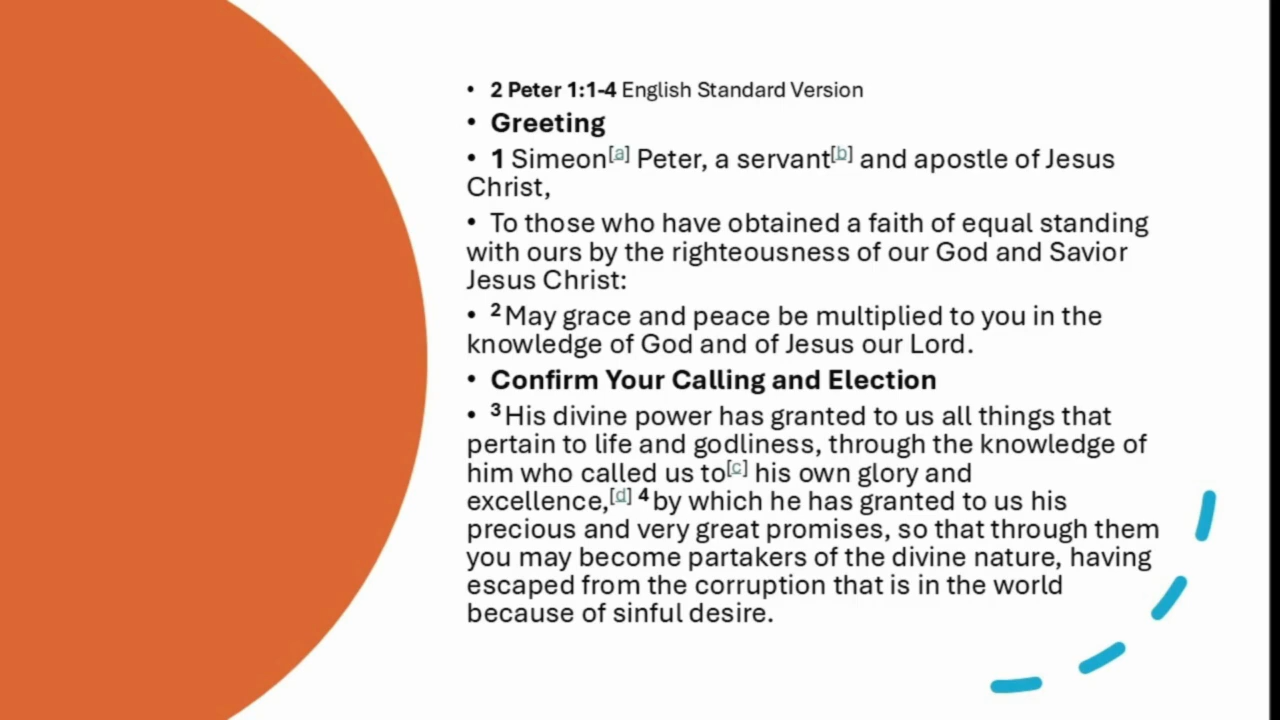 • 2 Peter 1:1-4 English Standard Version
• Greeting
• 1 Simeon[a] Peter, a servant[b] and apostle of Jesus
Christ,
• To those who have obtained a faith of equal standing
with ours by the righteousness of our God and Savior
Jesus Christ:
• 2 May grace and peace be multiplied to you in the
knowledge of God and of Jesus our Lord.
• Confirm Your Calling and Election
• 3 His divine power has granted to us all things that
pertain to life and godliness, through the knowledge of
him who called us to[c] his own glory and
excellence,[d] 4 by which he has granted to us his
precious and very great promises, so that through them
you may become partakers of the divine nature, having
escaped from the corruption that is in the world
because of sinful desire.